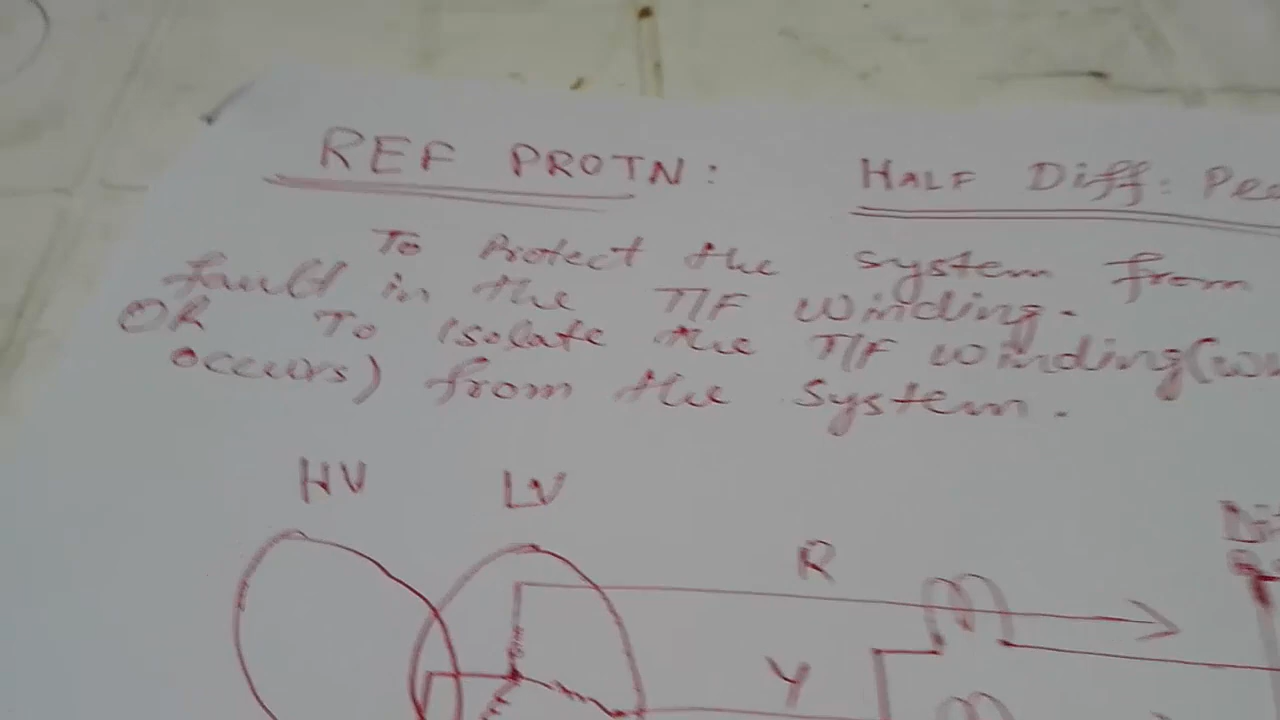 REF PROTN: HALF Diff:
To Protect the system from
fault in the T/F winding.
OR To Isolate the T/F winding(
occurs) from the system.
HV LV
R
Y